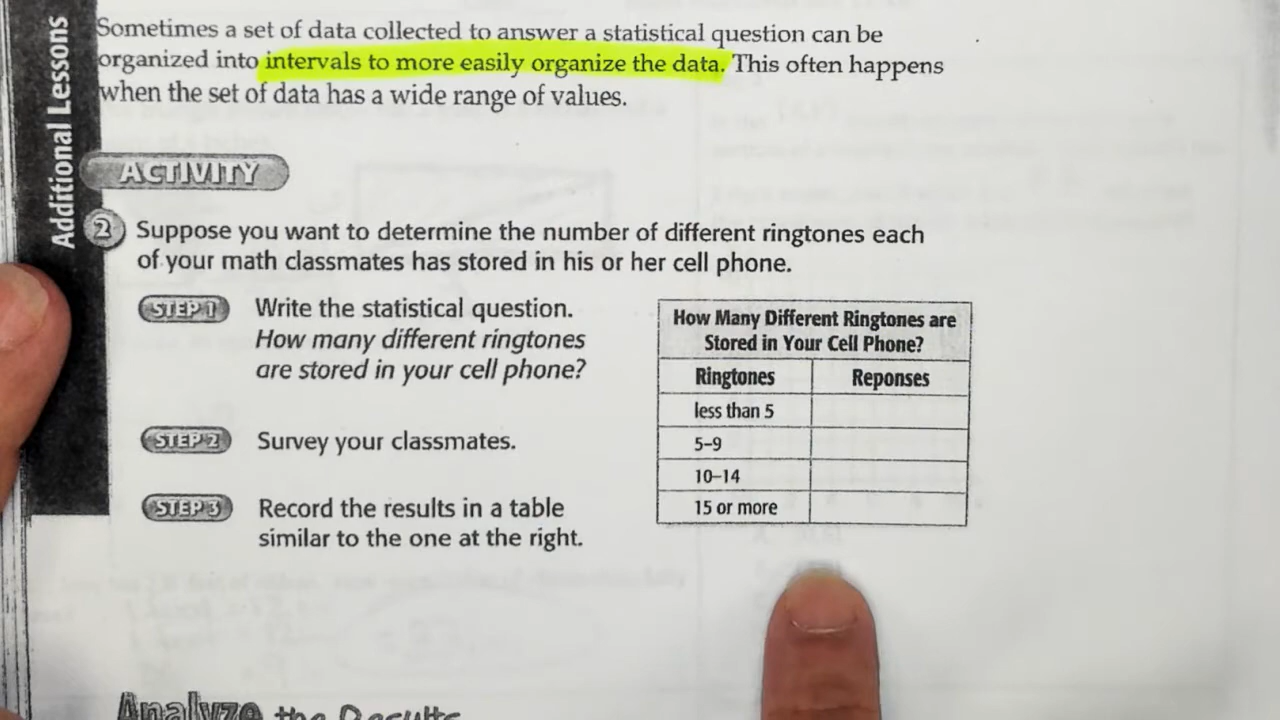 Additional Lessons
Sometimes a set of data collected to answer a statistical question can be
organized into intervals to more easily organize the data. This often happens
when the set of data has a wide range of values.
ACTIVITY
2 Suppose you want to determine the number of different ringtones each
of your math classmates has stored in his or her cell phone.
STEP 1 Write the statistical question.
How many different ringtones
are stored in your cell phone?
STEP 2 Survey your classmates.
STEP 3 Record the results in a table
similar to the one at the right.
How Many Different Ringtones are
Stored in Your Cell Phone?
Ringtones Reponses
less than 5
5–9
10–14
15 or more
Analyze the Results